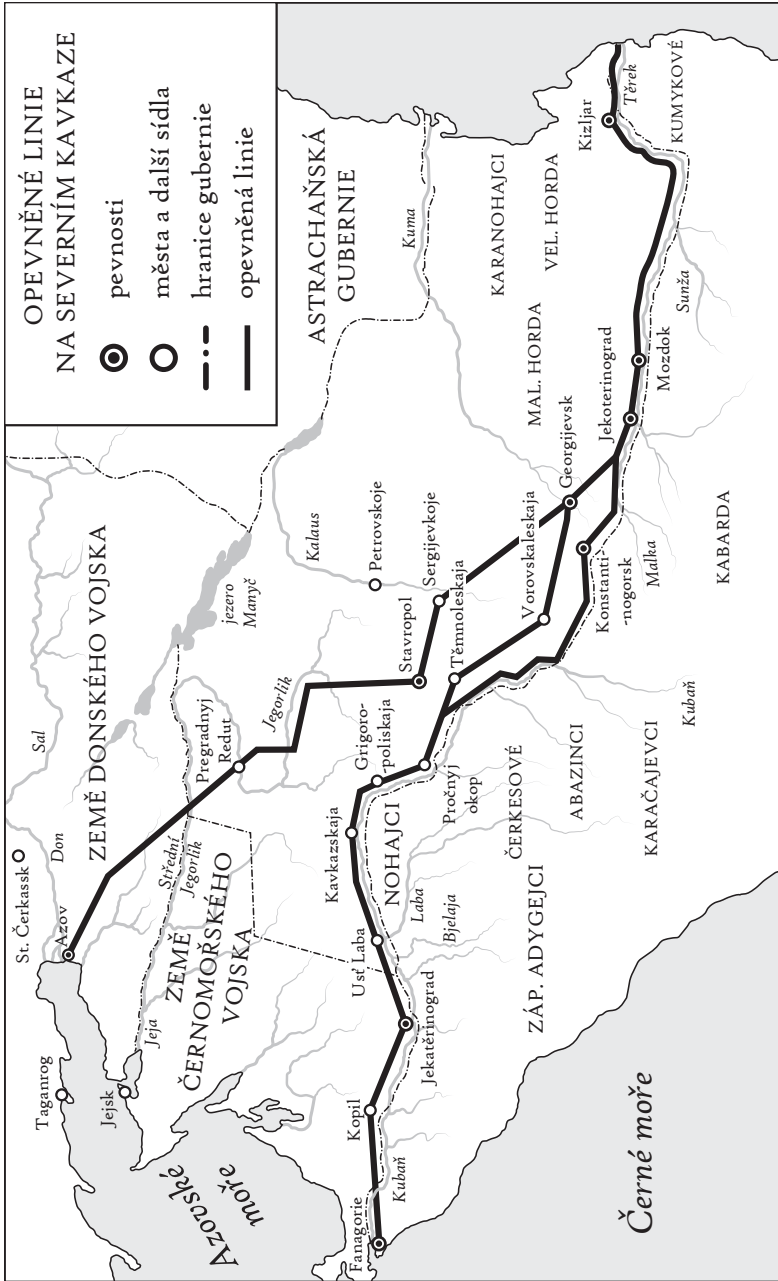 OPEVNĚNÉ LINIE
NA SEVERNÍM KAVKAZE
pevnosti
města a další sídla
hranice gubernie
opevněná linie
St. Čerkassk
Azov
Taganrog
Jejsk
Azovské
moře
Don
Sal
ZEMĚ DONSKÉHO VOJSKA
jezero
Manyč
Střední
Jegorlik
Jeja
ZEMĚ
ČERNOMOŘSKÉHO
VOJSKA
Pregradnyj
Redut
Jegorlik
Kalaus
Petrovskoje
Sergijevkoje
Stavropol
Témnoleskaja
Vorovskaleskaja
Georgijevsk
ASTRACHAŇSKÁ
GUBERNIE
Kuma
KARANOHAJCI
VEL. HORDA
MAL. HORDA
Kizljar
Těrek
KUMYKOVÉ
Sunža
Mozdok
Jekoterinograd
Konstanti-
-nogorsk
Malka
KABARDA
Grigoro-
-poliskaja
Pročnyj
okop
Kavkazskaja
NOHAJCI
Usť Laba
Laba
Bjelaja
Jekatěrinograd
Kopil
Kubaň
Fanagorie
ČERKESOVÉ
ABAZINCI
KARAČAJEVCI
Kubaň
ZÁP. ADYGEJCI
Černé moře